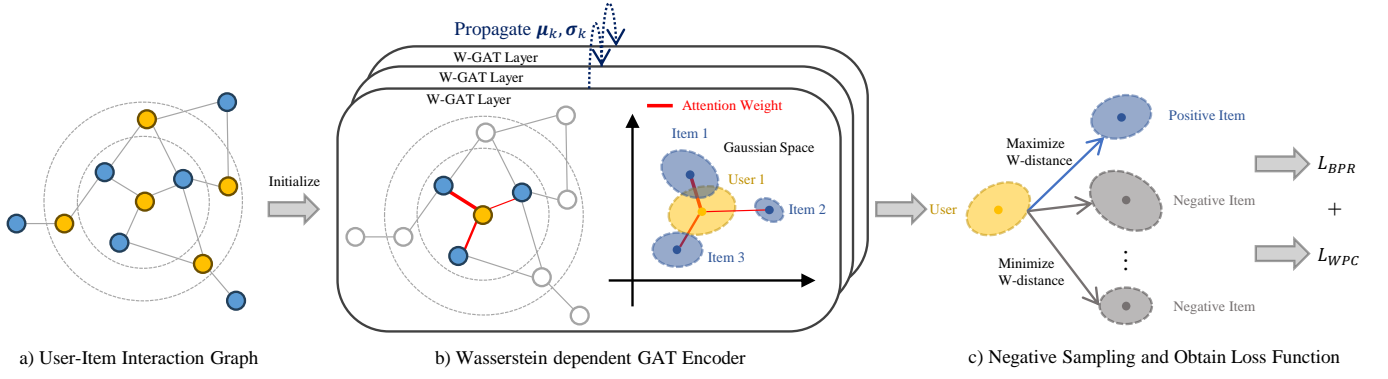 Propagate μₖ, σₖ
W-GAT Layer
W-GAT Layer
W-GAT Layer
Initialize
Attention Weight
Item 1
Gaussian Space
User 1
Item 2
Item 3
Maximize
W-distance
Positive Item
User
Negative Item
⋮
Minimize
W-distance
Negative Item
L_BPR
+
L_WPC
a) User-Item Interaction Graph
b) Wasserstein dependent GAT Encoder
c) Negative Sampling and Obtain Loss Function